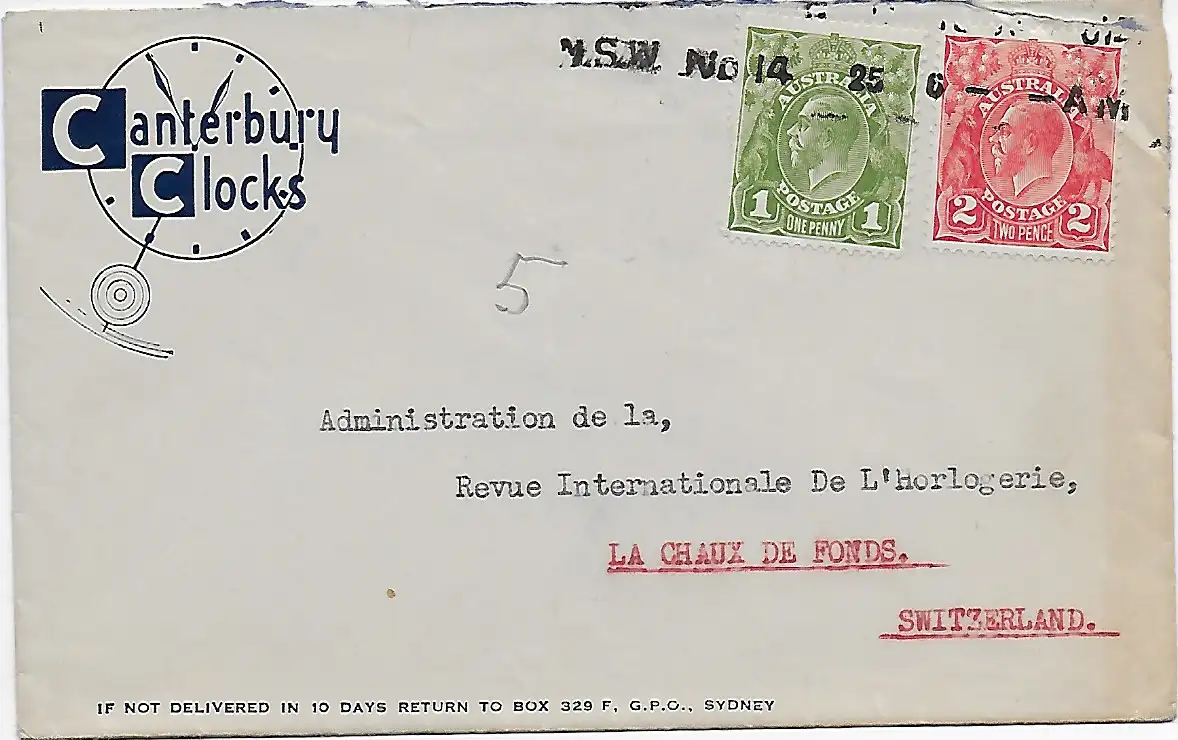 Canterbury
Clocks
N.S.W. No 14 25 6 - - AM
AUSTRALIA
POSTAGE
1 ONE PENNY 1
AUSTRALIA
POSTAGE
2 TWO PENCE 2
5
Administration de la,
Revue Internationale De L'Horlogerie,
LA CHAUX DE FONDS.
SWITZERLAND.
IF NOT DELIVERED IN 10 DAYS RETURN TO BOX 329 F, G.P.O., SYDNEY